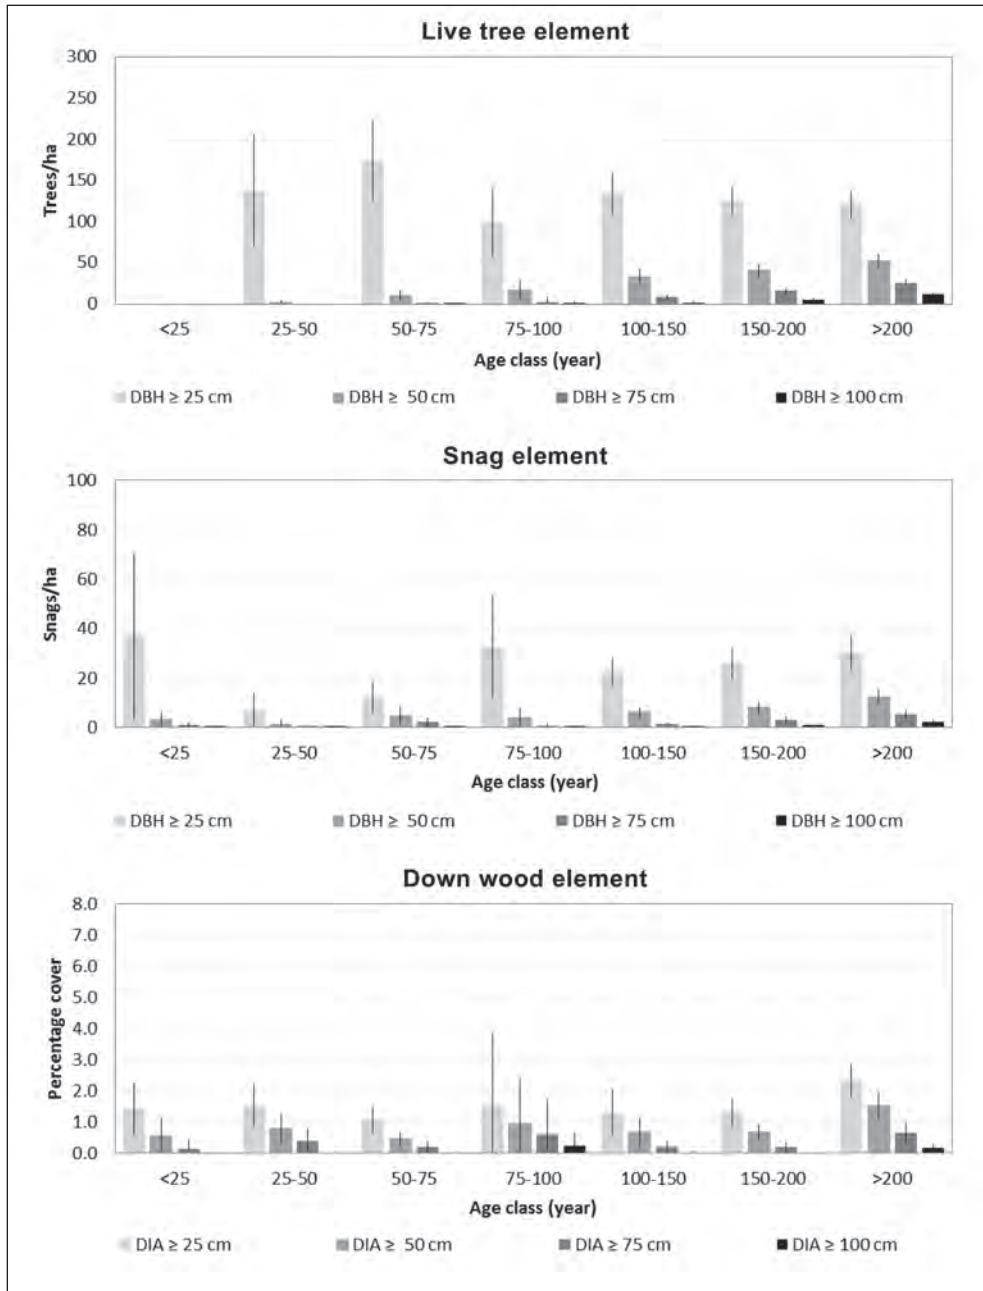 Live tree element
300
250
200
150
100
50
0
Trees/ha
<25 25-50 50-75 75-100 100-150 150-200 >200
Age class (year)
DBH ≥ 25 cm DBH ≥ 50 cm DBH ≥ 75 cm DBH ≥ 100 cm
Snag element
100
80
60
40
20
0
Snags/ha
<25 25-50 50-75 75-100 100-150 150-200 >200
Age class (year)
DBH ≥ 25 cm DBH ≥ 50 cm DBH ≥ 75 cm DBH ≥ 100 cm
Down wood element
8.0
7.0
6.0
5.0
4.0
3.0
2.0
1.0
0.0
Percentage cover
<25 25-50 50-75 75-100 100-150 150-200 >200
Age class (year)
DIA ≥ 25 cm DIA ≥ 50 cm DIA ≥ 75 cm DIA ≥ 100 cm